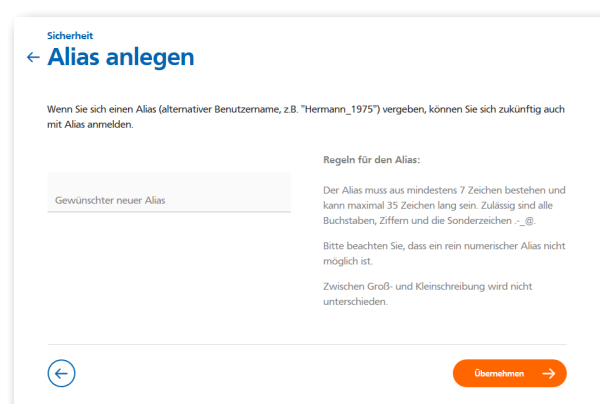 Sicherheit
Alias anlegen
Wenn Sie sich einen Alias (alternativer Benutzername, z.B. "Hermann_1975") vergeben, können Sie sich zukünftig auch
mit Alias anmelden.
Gewünschter neuer Alias
Regeln für den Alias:
Der Alias muss aus mindestens 7 Zeichen bestehen und
kann maximal 35 Zeichen lang sein. Zulässig sind alle
Buchstaben, Ziffern und die Sonderzeichen .-_@.
Bitte beachten Sie, dass ein rein numerischer Alias nicht
möglich ist.
Zwischen Groß- und Kleinschreibung wird nicht
unterschieden.
Übernehmen